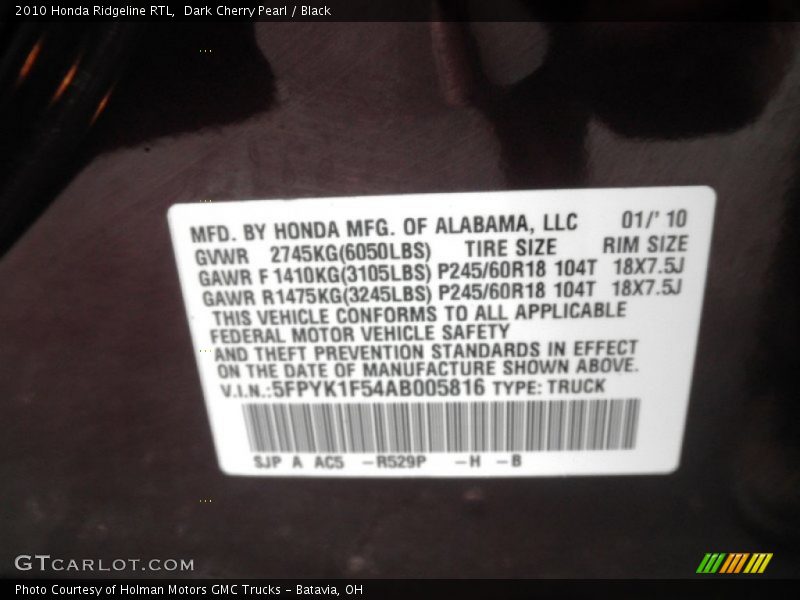 2010 Honda Ridgeline RTL,  Dark Cherry Pearl / Black
MFD. BY HONDA MFG. OF ALABAMA, LLC 01/' 10
GVWR 2745KG(6050LBS) TIRE SIZE RIM SIZE
GAWR F 1410KG(3105LBS) P245/60R18 104T 18X7.5J
GAWR R1475KG(3245LBS) P245/60R18 104T 18X7.5J
THIS VEHICLE CONFORMS TO ALL APPLICABLE
FEDERAL MOTOR VEHICLE SAFETY
AND THEFT PREVENTION STANDARDS IN EFFECT
ON THE DATE OF MANUFACTURE SHOWN ABOVE.
V.I.N.:5FPYK1F54AB005816 TYPE: TRUCK
SJP A AC5 -R529P -H -B
GTCARLOT.COM
Photo Courtesy of Holman Motors GMC Trucks - Batavia, OH